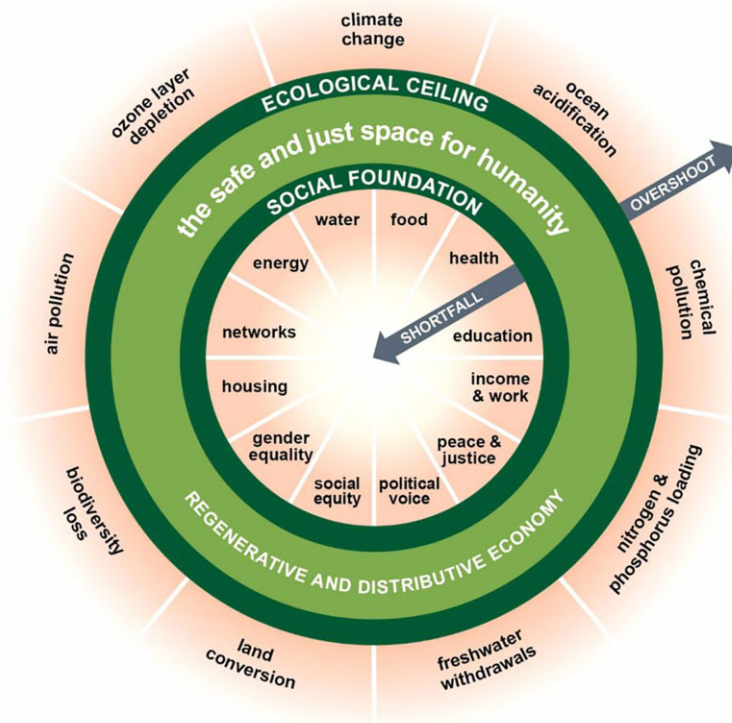 climate
change
ocean
acidification
chemical
pollution
nitrogen &
phosphorus loading
freshwater
withdrawals
land
conversion
biodiversity
loss
air pollution
ozone layer
depletion
ECOLOGICAL CEILING
the safe and just space for humanity
SOCIAL FOUNDATION
OVERSHOOT
SHORTFALL
water
food
health
education
income
& work
peace &
justice
political
voice
social
equity
gender
equality
housing
networks
energy
REGENERATIVE AND DISTRIBUTIVE ECONOMY